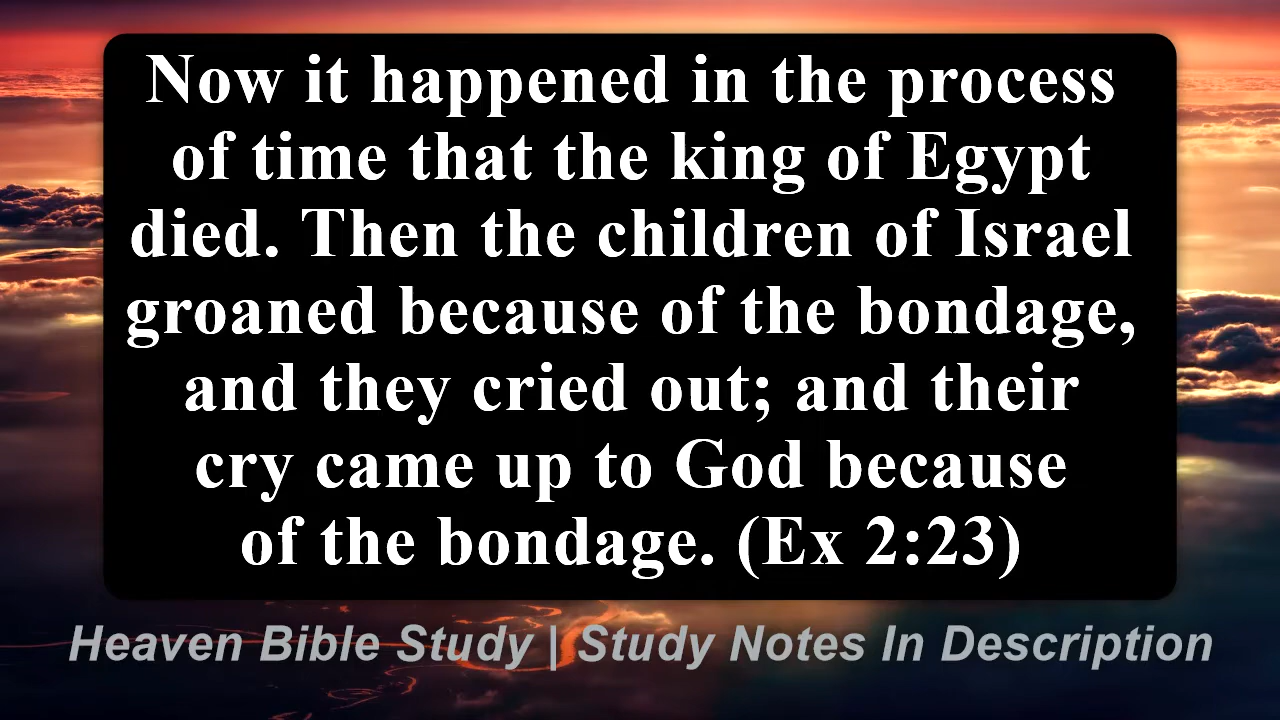 Now it happened in the process
of time that the king of Egypt
died. Then the children of Israel
groaned because of the bondage,
and they cried out; and their
cry came up to God because
of the bondage. (Ex 2:23)
Heaven Bible Study | Study Notes In Description